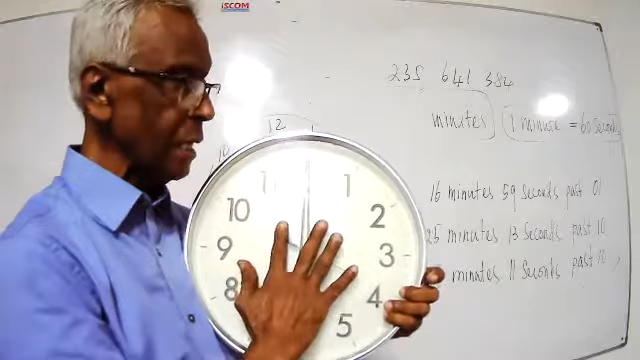 iSCOM
235 641 384
minutes 1 minute = 60 Seconds
12
10
16 minutes 59 seconds past 01
25 minutes 13 Seconds past 10
minutes 11 Seconds past 10
1
10 2
9 3
8 4
5